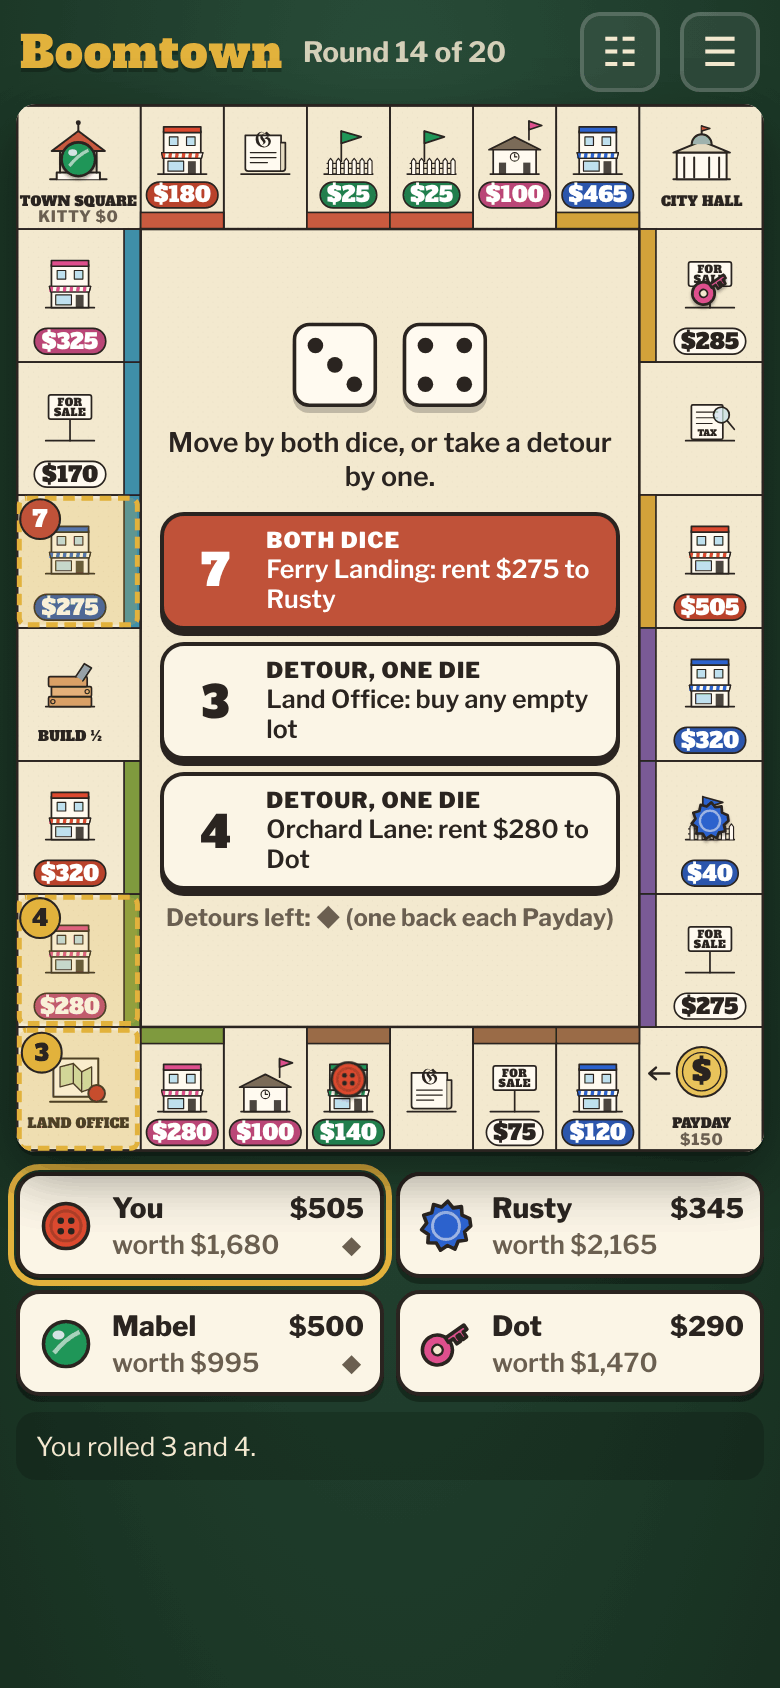 Boomtown
Round 14 of 20
TOWN SQUARE
KITTY $0
$180
$25
$25
$100
$465
CITY HALL
$325
FOR
SALE
$285
FOR
SALE
$170
TAX
7
$275
$505
BUILD ½
$320
$320
$40
4
$280
FOR
SALE
$275
3
LAND OFFICE
$280
$100
$140
FOR
SALE
$75
$120
$
PAYDAY
$150
Move by both dice, or take a detour
by one.
7
BOTH DICE
Ferry Landing: rent $275 to
Rusty
3
DETOUR, ONE DIE
Land Office: buy any empty
lot
4
DETOUR, ONE DIE
Orchard Lane: rent $280 to
Dot
Detours left: ◆ (one back each Payday)
You $505
worth $1,680 ◆
Rusty $345
worth $2,165
Mabel $500
worth $995 ◆
Dot $290
worth $1,470
You rolled 3 and 4.